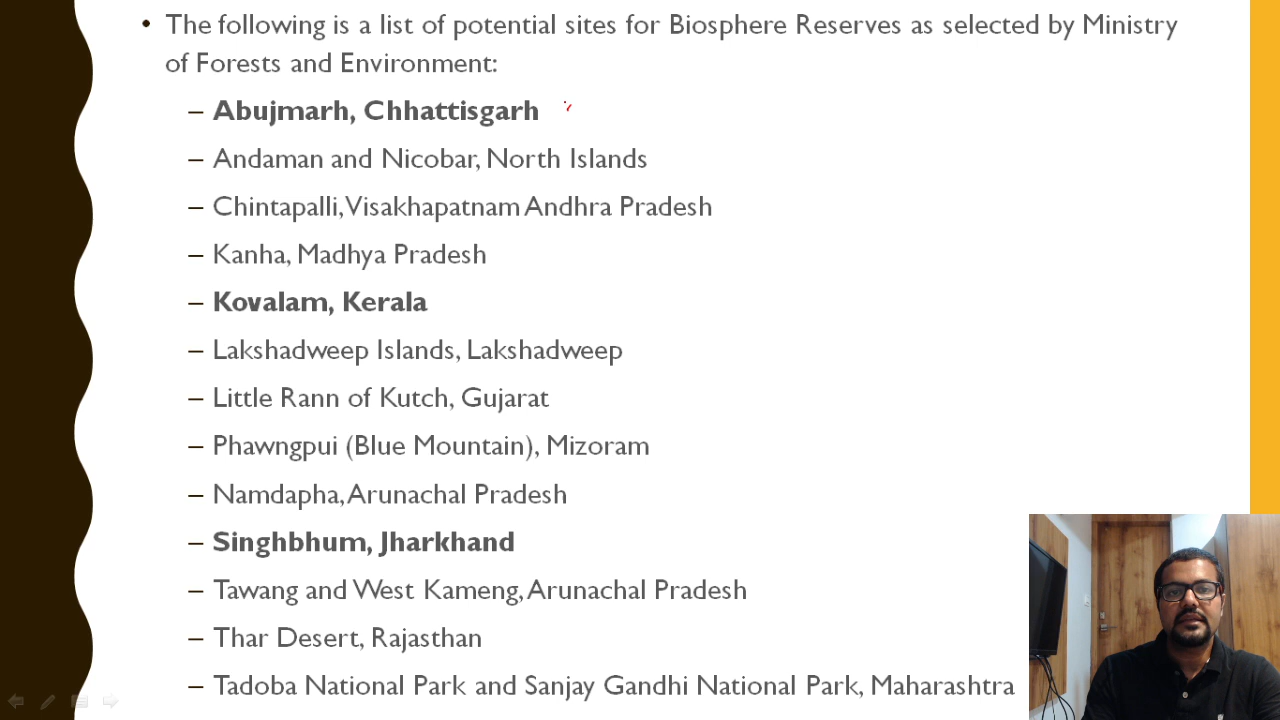 • The following is a list of potential sites for Biosphere Reserves as selected by Ministry
of Forests and Environment:
– Abujmarh, Chhattisgarh
– Andaman and Nicobar, North Islands
– Chintapalli, Visakhapatnam Andhra Pradesh
– Kanha, Madhya Pradesh
– Kovalam, Kerala
– Lakshadweep Islands, Lakshadweep
– Little Rann of Kutch, Gujarat
– Phawngpui (Blue Mountain), Mizoram
– Namdapha, Arunachal Pradesh
– Singhbhum, Jharkhand
– Tawang and West Kameng, Arunachal Pradesh
– Thar Desert, Rajasthan
– Tadoba National Park and Sanjay Gandhi National Park, Maharashtra